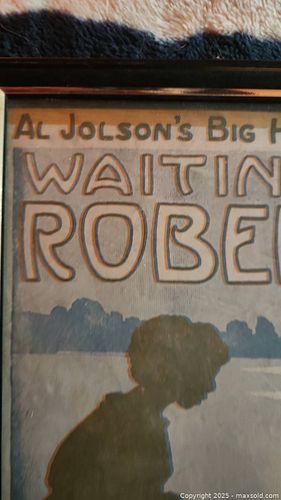 AL JOLSON'S BIG H
WAITIN
ROBE
Copyright © 2025 - maxsold.com